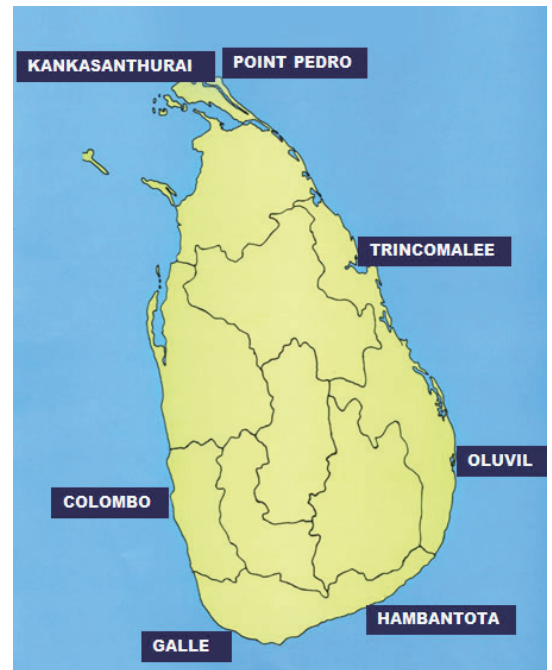 KANKASANTHURAI
POINT PEDRO
TRINCOMALEE
OLUVIL
COLOMBO
HAMBANTOTA
GALLE